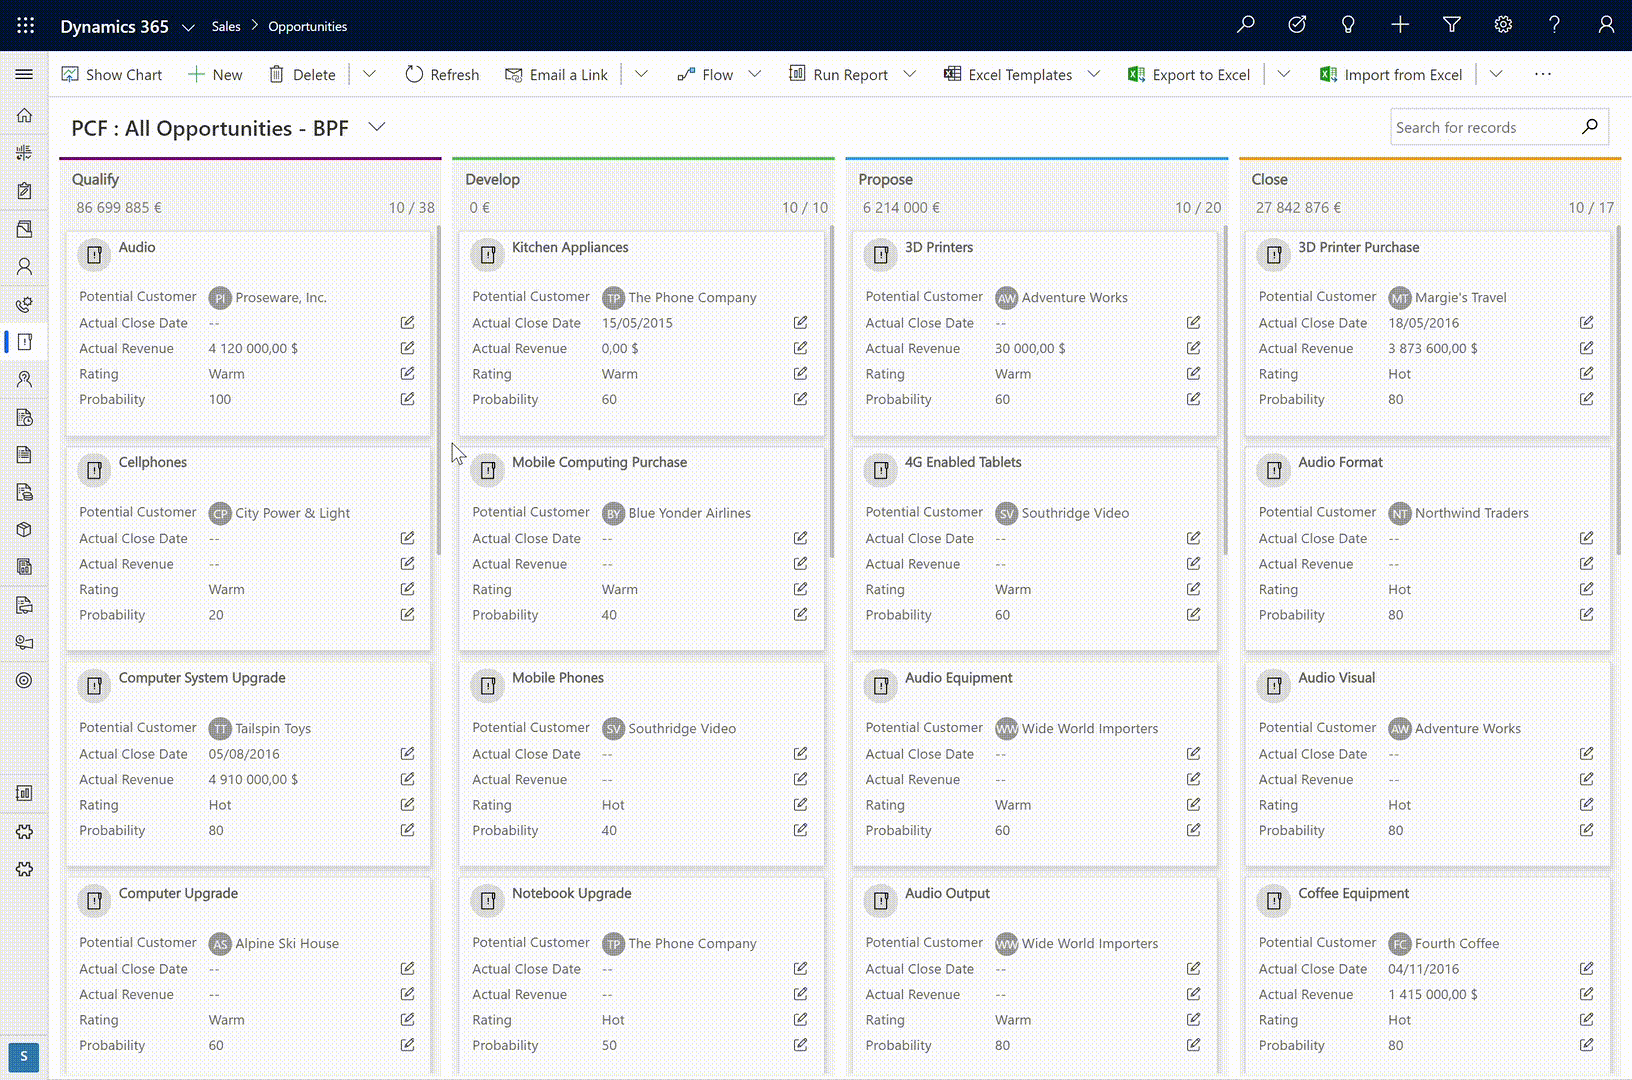 Dynamics 365 Sales > Opportunities
Show Chart New Delete Refresh Email a Link Flow Run Report Excel Templates Export to Excel Import from Excel ...
PCF : All Opportunities - BPF
Search for records
Qualify
86 699 885 € 10 / 38
Audio
Potential Customer PI Proseware, Inc.
Actual Close Date --
Actual Revenue 4 120 000,00 $
Rating Warm
Probability 100
Cellphones
Potential Customer CP City Power & Light
Actual Close Date --
Actual Revenue --
Rating Warm
Probability 20
Computer System Upgrade
Potential Customer TT Tailspin Toys
Actual Close Date 05/08/2016
Actual Revenue 4 910 000,00 $
Rating Hot
Probability 80
Computer Upgrade
Potential Customer AS Alpine Ski House
Actual Close Date --
Actual Revenue --
Rating Warm
Probability 60
Develop
0 € 10 / 10
Kitchen Appliances
Potential Customer TP The Phone Company
Actual Close Date 15/05/2015
Actual Revenue 0,00 $
Rating Warm
Probability 60
Mobile Computing Purchase
Potential Customer BY Blue Yonder Airlines
Actual Close Date --
Actual Revenue --
Rating Warm
Probability 40
Mobile Phones
Potential Customer SV Southridge Video
Actual Close Date --
Actual Revenue --
Rating Hot
Probability 40
Notebook Upgrade
Potential Customer TP The Phone Company
Actual Close Date --
Actual Revenue --
Rating Hot
Probability 50
Propose
6 214 000 € 10 / 20
3D Printers
Potential Customer AW Adventure Works
Actual Close Date --
Actual Revenue 30 000,00 $
Rating Warm
Probability 60
4G Enabled Tablets
Potential Customer SV Southridge Video
Actual Close Date --
Actual Revenue --
Rating Warm
Probability 60
Audio Equipment
Potential Customer WW Wide World Importers
Actual Close Date --
Actual Revenue --
Rating Warm
Probability 60
Audio Output
Potential Customer WW Wide World Importers
Actual Close Date --
Actual Revenue --
Rating Warm
Probability 80
Close
27 842 876 € 10 / 17
3D Printer Purchase
Potential Customer MT Margie's Travel
Actual Close Date 18/05/2016
Actual Revenue 3 873 600,00 $
Rating Hot
Probability 80
Audio Format
Potential Customer NT Northwind Traders
Actual Close Date --
Actual Revenue --
Rating Hot
Probability 80
Audio Visual
Potential Customer AW Adventure Works
Actual Close Date --
Actual Revenue --
Rating Hot
Probability 80
Coffee Equipment
Potential Customer FC Fourth Coffee
Actual Close Date 04/11/2016
Actual Revenue 1 415 000,00 $
Rating Hot
Probability 80
S